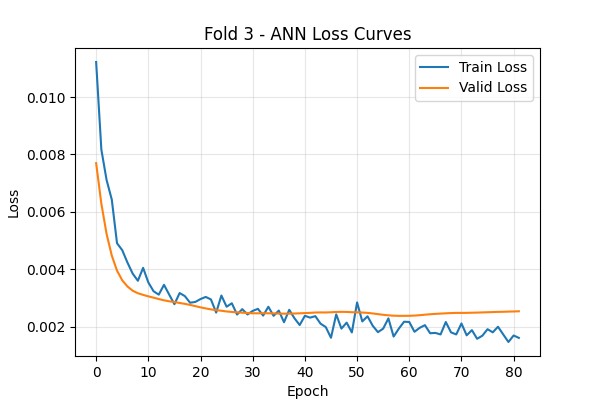 Fold 3 - ANN Loss Curves
Train Loss
Valid Loss
0.010
0.008
0.006
0.004
0.002
Loss
0 10 20 30 40 50 60 70 80
Epoch